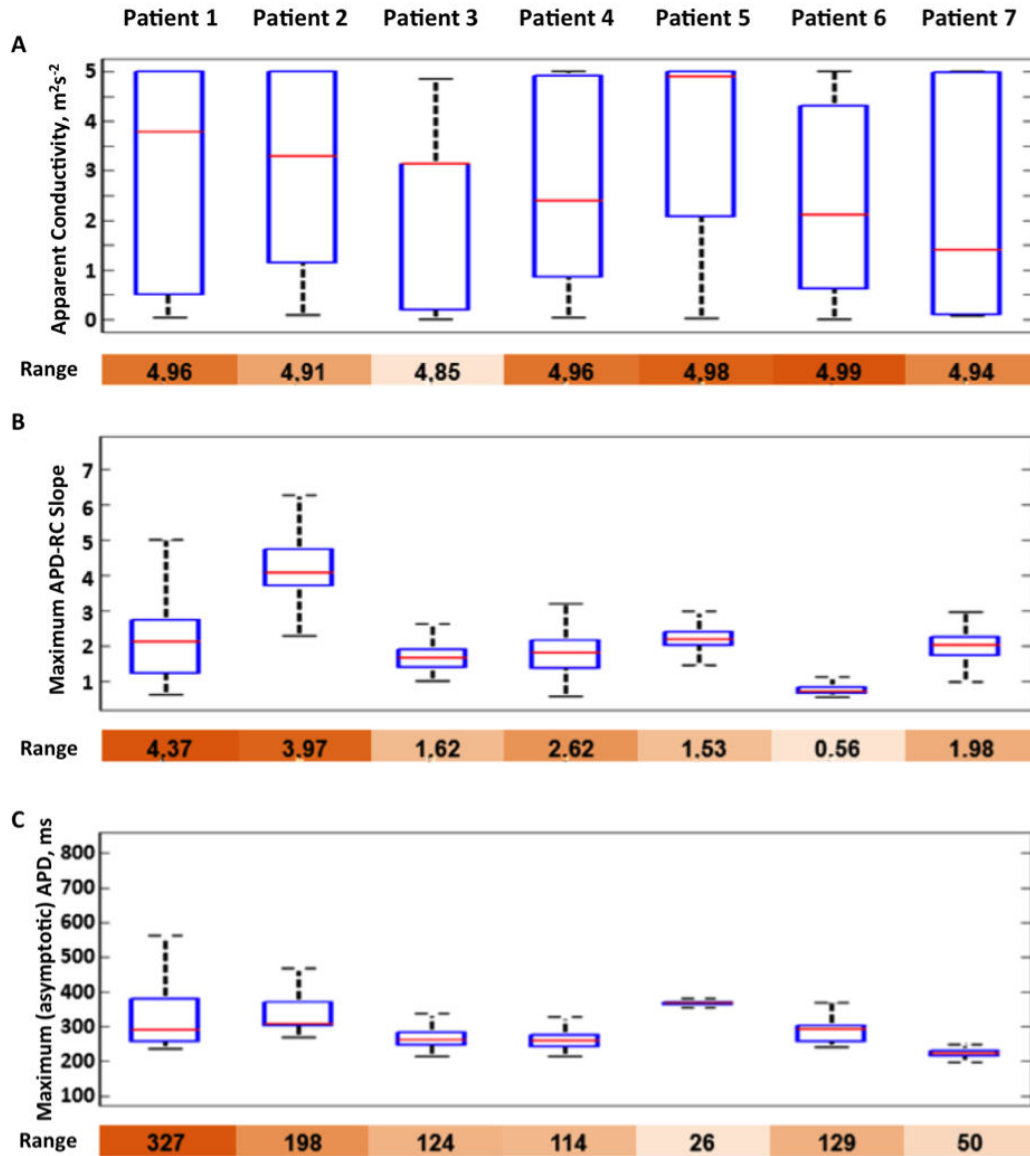 Patient 1 Patient 2 Patient 3 Patient 4 Patient 5 Patient 6 Patient 7
A
Apparent Conductivity, m²s⁻²
5
4
3
2
1
0
Range 4.96 4.91 4.85 4.96 4.98 4.99 4.94
B
Maximum APD-RC Slope
7
6
5
4
3
2
1
Range 4.37 3.97 1.62 2.62 1.53 0.56 1.98
C
Maximum (asymptotic) APD, ms
800
700
600
500
400
300
200
100
Range 327 198 124 114 26 129 50